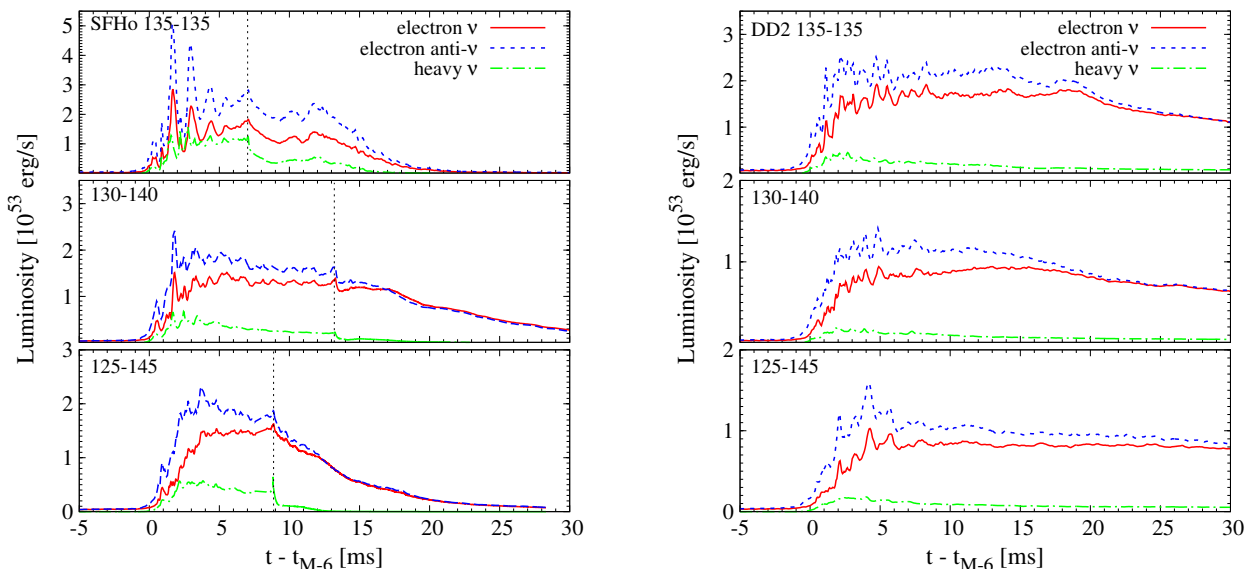 SFHo 135-135
electron ν
electron anti-ν
heavy ν
5
4
3
2
1
130-140
3
2
1
125-145
3
2
1
0
-5 0 5 10 15 20 25 30
t - t_M-6 [ms]
Luminosity [10^53 erg/s]
DD2 135-135
electron ν
electron anti-ν
heavy ν
3
2
1
130-140
2
1
125-145
2
1
0
-5 0 5 10 15 20 25 30
t - t_M-6 [ms]
Luminosity [10^53 erg/s]